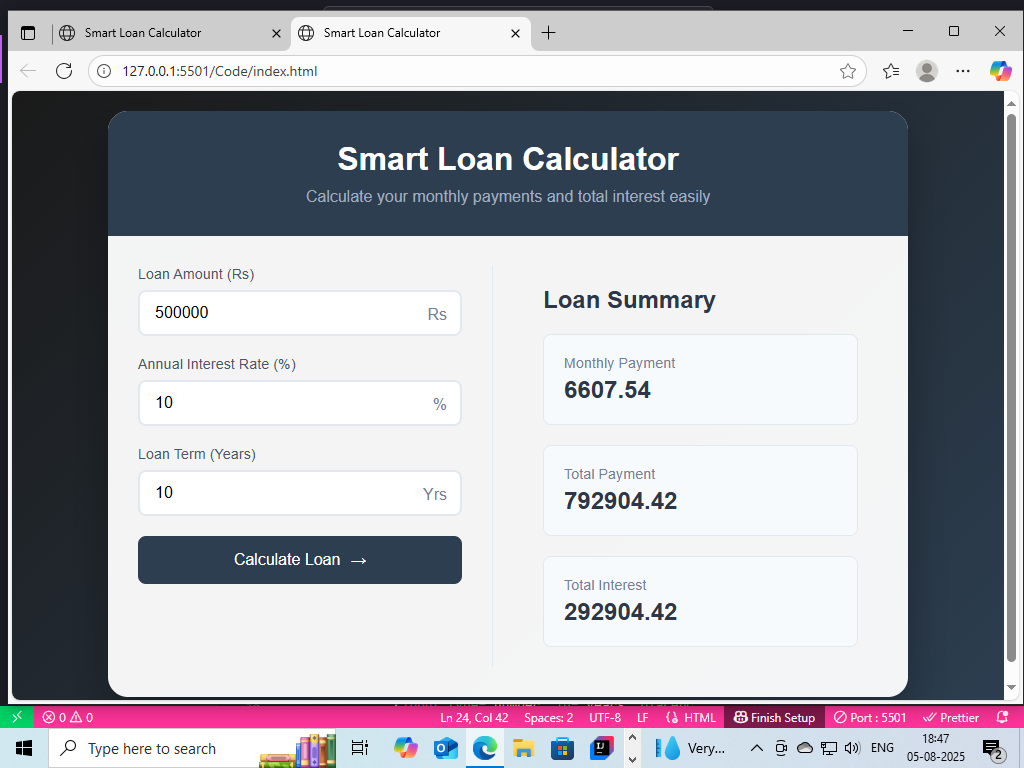 Smart Loan Calculator
Smart Loan Calculator
127.0.0.1:5501/Code/index.html
Smart Loan Calculator
Calculate your monthly payments and total interest easily
Loan Amount (Rs)
500000 Rs
Annual Interest Rate (%)
10 %
Loan Term (Years)
10 Yrs
Calculate Loan →
Loan Summary
Monthly Payment
6607.54
Total Payment
792904.42
Total Interest
292904.42
0 0 Ln 24, Col 42 Spaces: 2 UTF-8 LF HTML Finish Setup Port : 5501 Prettier
Type here to search
Very... ENG
18:47
05-08-2025
2